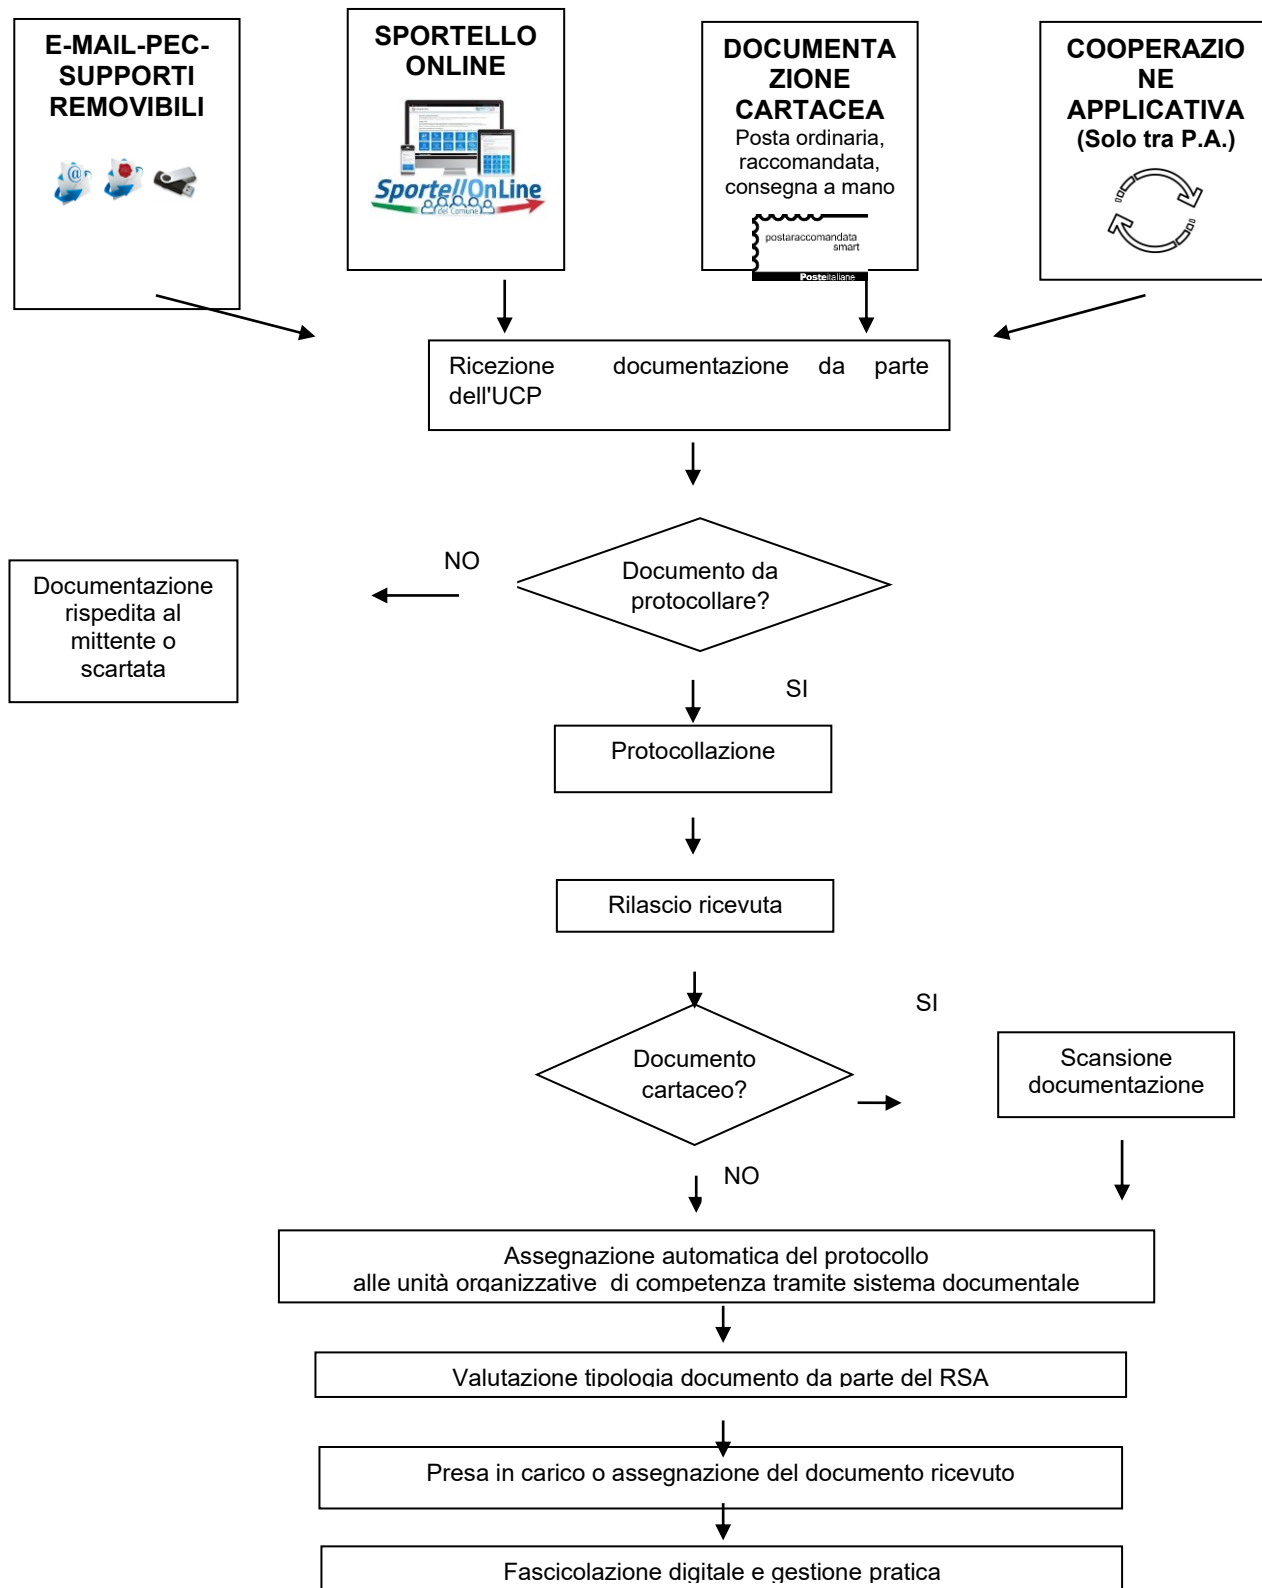 E-MAIL-PEC-
SUPPORTI
REMOVIBILI
SPORTELLO
ONLINE
SportellOnLine
del Comune
DOCUMENTA
ZIONE
CARTACEA
Posta ordinaria,
raccomandata,
consegna a mano
postaraccomandata
smart
Posteitaliane
COOPERAZIO
NE
APPLICATIVA
(Solo tra P.A.)
Ricezione documentazione da parte
dell'UCP
NO
Documento da
protocollare?
Documentazione
rispedita al
mittente o
scartata
SI
Protocollazione
Rilascio ricevuta
SI
Documento
cartaceo?
Scansione
documentazione
NO
Assegnazione automatica del protocollo
alle unità organizzative di competenza tramite sistema documentale
Valutazione tipologia documento da parte del RSA
Presa in carico o assegnazione del documento ricevuto
Fascicolazione digitale e gestione pratica